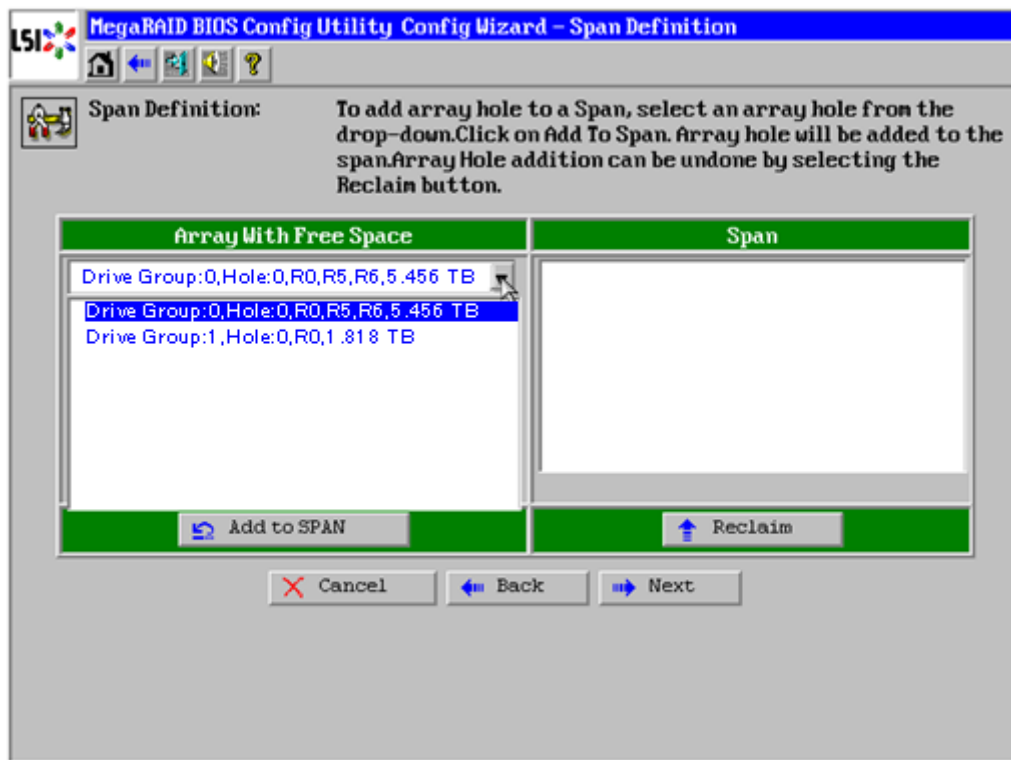 LSI
MegaRAID BIOS Config Utility Config Wizard – Span Definition
Span Definition:
To add array hole to a Span, select an array hole from the
drop-down.Click on Add To Span. Array hole will be added to the
span.Array Hole addition can be undone by selecting the
Reclaim button.
Array With Free Space
Drive Group:0,Hole:0,R0,R5,R6,5.456 TB
Drive Group:0,Hole:0,R0,R5,R6,5.456 TB
Drive Group:1,Hole:0,R0,1.818 TB
Add to SPAN
Span
Reclaim
Cancel
Back
Next